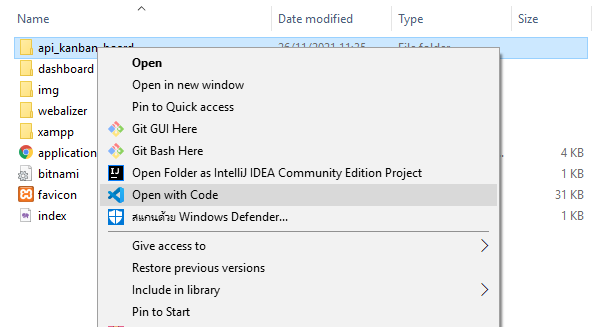 Name Date modified Type Size
api_kanban_board 26/11/2021 11:25 File folder
Open
dashboard
Open in new window
img
Pin to Quick access
webalizer
Git GUI Here
xampp
Git Bash Here
application 4 KB
Open Folder as IntelliJ IDEA Community Edition Project
bitnami 1 KB
Open with Code
favicon 31 KB
สแกนด้วย Windows Defender...
index 1 KB
Give access to
Restore previous versions
Include in library
Pin to Start